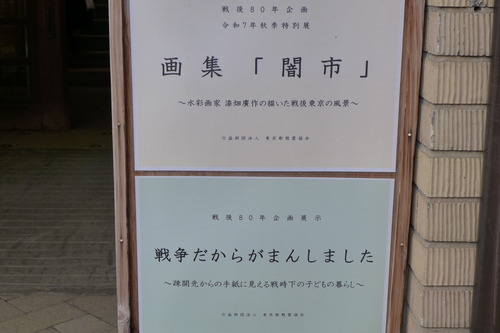 戦後80年企画
令和7年秋季特別展
画集「闇市」
～水彩画家 漆畑廣作の描いた戦後東京の風景～
公益財団法人 東京都慰霊協会
戦後80年企画展示
戦争だからがまんしました
～疎開先からの手紙に見える戦時下の子どもの暮らし～
公益財団法人 東京都慰霊協会